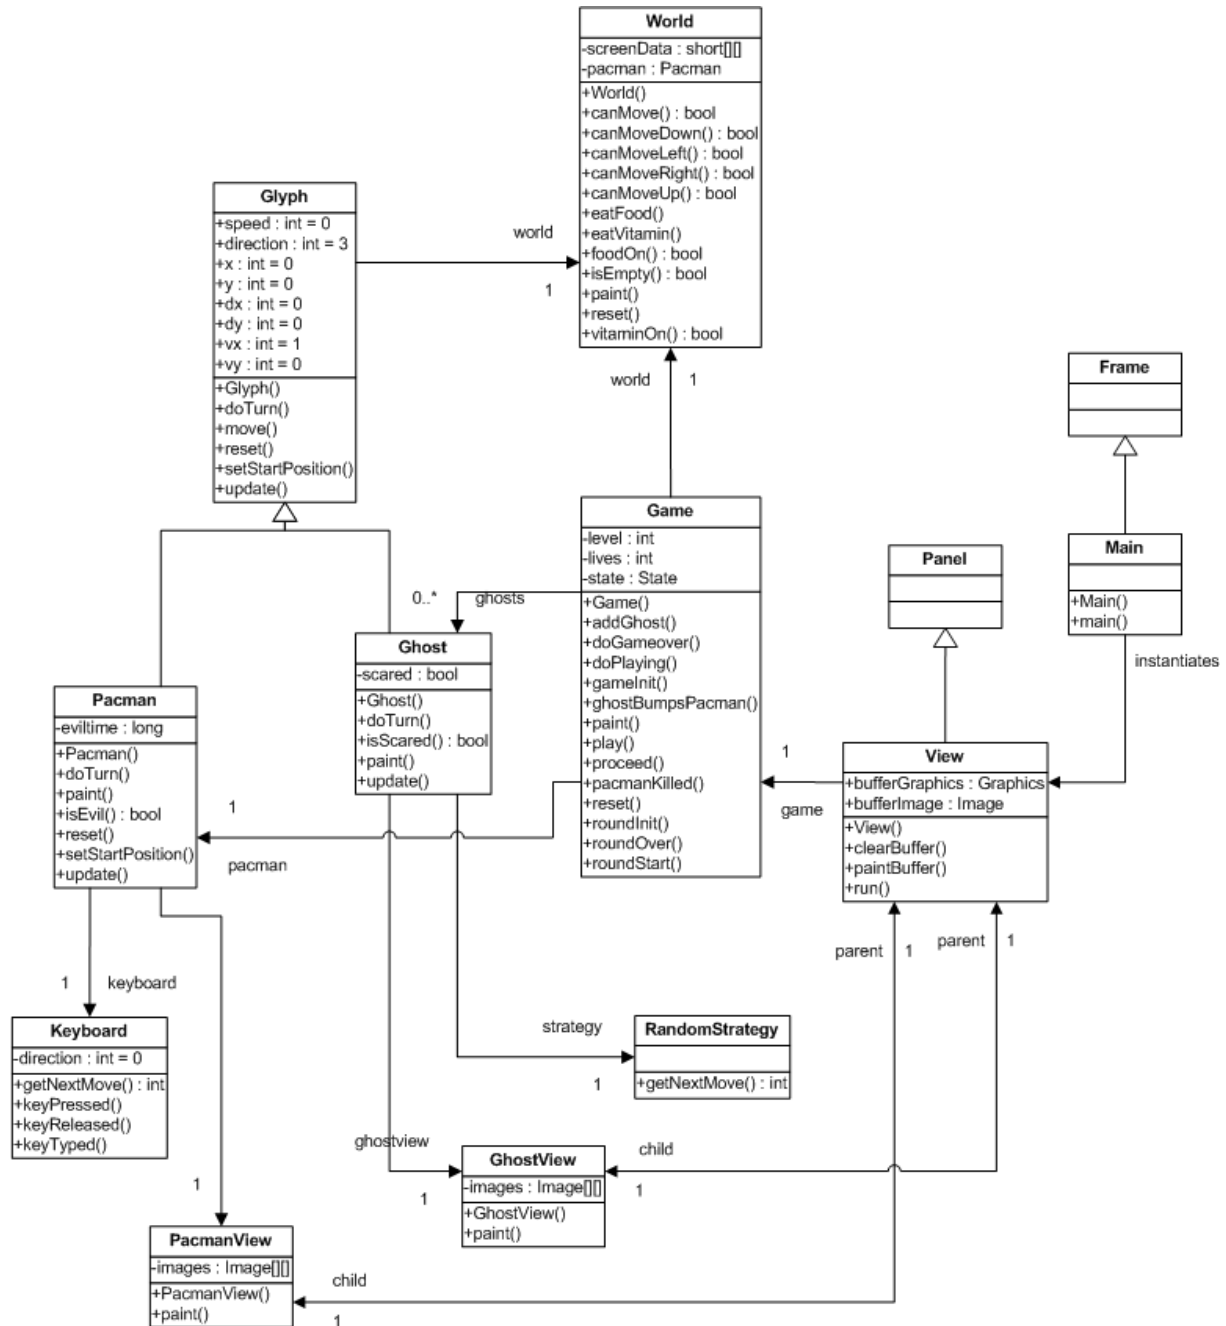 World
-screenData : short[][]
-pacman : Pacman
+World()
+canMove() : bool
+canMoveDown() : bool
+canMoveLeft() : bool
+canMoveRight() : bool
+canMoveUp() : bool
+eatFood()
+eatVitamin()
+foodOn() : bool
+isEmpty() : bool
+paint()
+reset()
+vitaminOn() : bool
Glyph
+speed : int = 0
+direction : int = 3
+x : int = 0
+y : int = 0
+dx : int = 0
+dy : int = 0
+vx : int = 1
+vy : int = 0
+Glyph()
+doTurn()
+move()
+reset()
+setStartPosition()
+update()
world
1
world
1
Frame
Game
-level : int
-lives : int
-state : State
+Game()
+addGhost()
+doGameover()
+doPlaying()
+gameInit()
+ghostBumpsPacman()
+paint()
+play()
+proceed()
+pacmanKilled()
+reset()
+roundInit()
+roundOver()
+roundStart()
Main
+Main()
+main()
instantiates
Panel
0..*
ghosts
Ghost
-scared : bool
+Ghost()
+doTurn()
+isScared() : bool
+paint()
+update()
Pacman
-eviltime : long
+Pacman()
+doTurn()
+paint()
+isEvil() : bool
+reset()
+setStartPosition()
+update()
1
pacman
1
game
View
+bufferGraphics : Graphics
+bufferImage : Image
+View()
+clearBuffer()
+paintBuffer()
+run()
parent
1
parent
1
1
keyboard
Keyboard
-direction : int = 0
+getNextMove() : int
+keyPressed()
+keyReleased()
+keyTyped()
strategy
1
RandomStrategy
+getNextMove() : int
ghostview
1
GhostView
-images : Image[][]
+GhostView()
+paint()
child
1
1
PacmanView
-images : Image[][]
+PacmanView()
+paint()
child
1